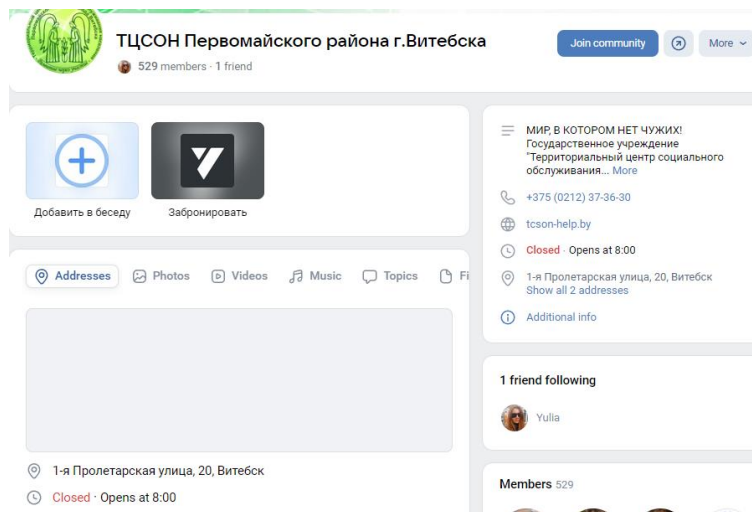 ТЦСОН Первомайского района г.Витебска
529 members · 1 friend
Join community
More
Добавить в беседу
Забронировать
Addresses
Photos
Videos
Music
Topics
Fi
1-я Пролетарская улица, 20, Витебск
Closed · Opens at 8:00
МИР, В КОТОРОМ НЕТ ЧУЖИХ!
Государственное учреждение
"Территориальный центр социального
обслуживания... More
+375 (0212) 37-36-30
tcson-help.by
Closed · Opens at 8:00
1-я Пролетарская улица, 20, Витебск
Show all 2 addresses
Additional info
1 friend following
Yulia
Members 529